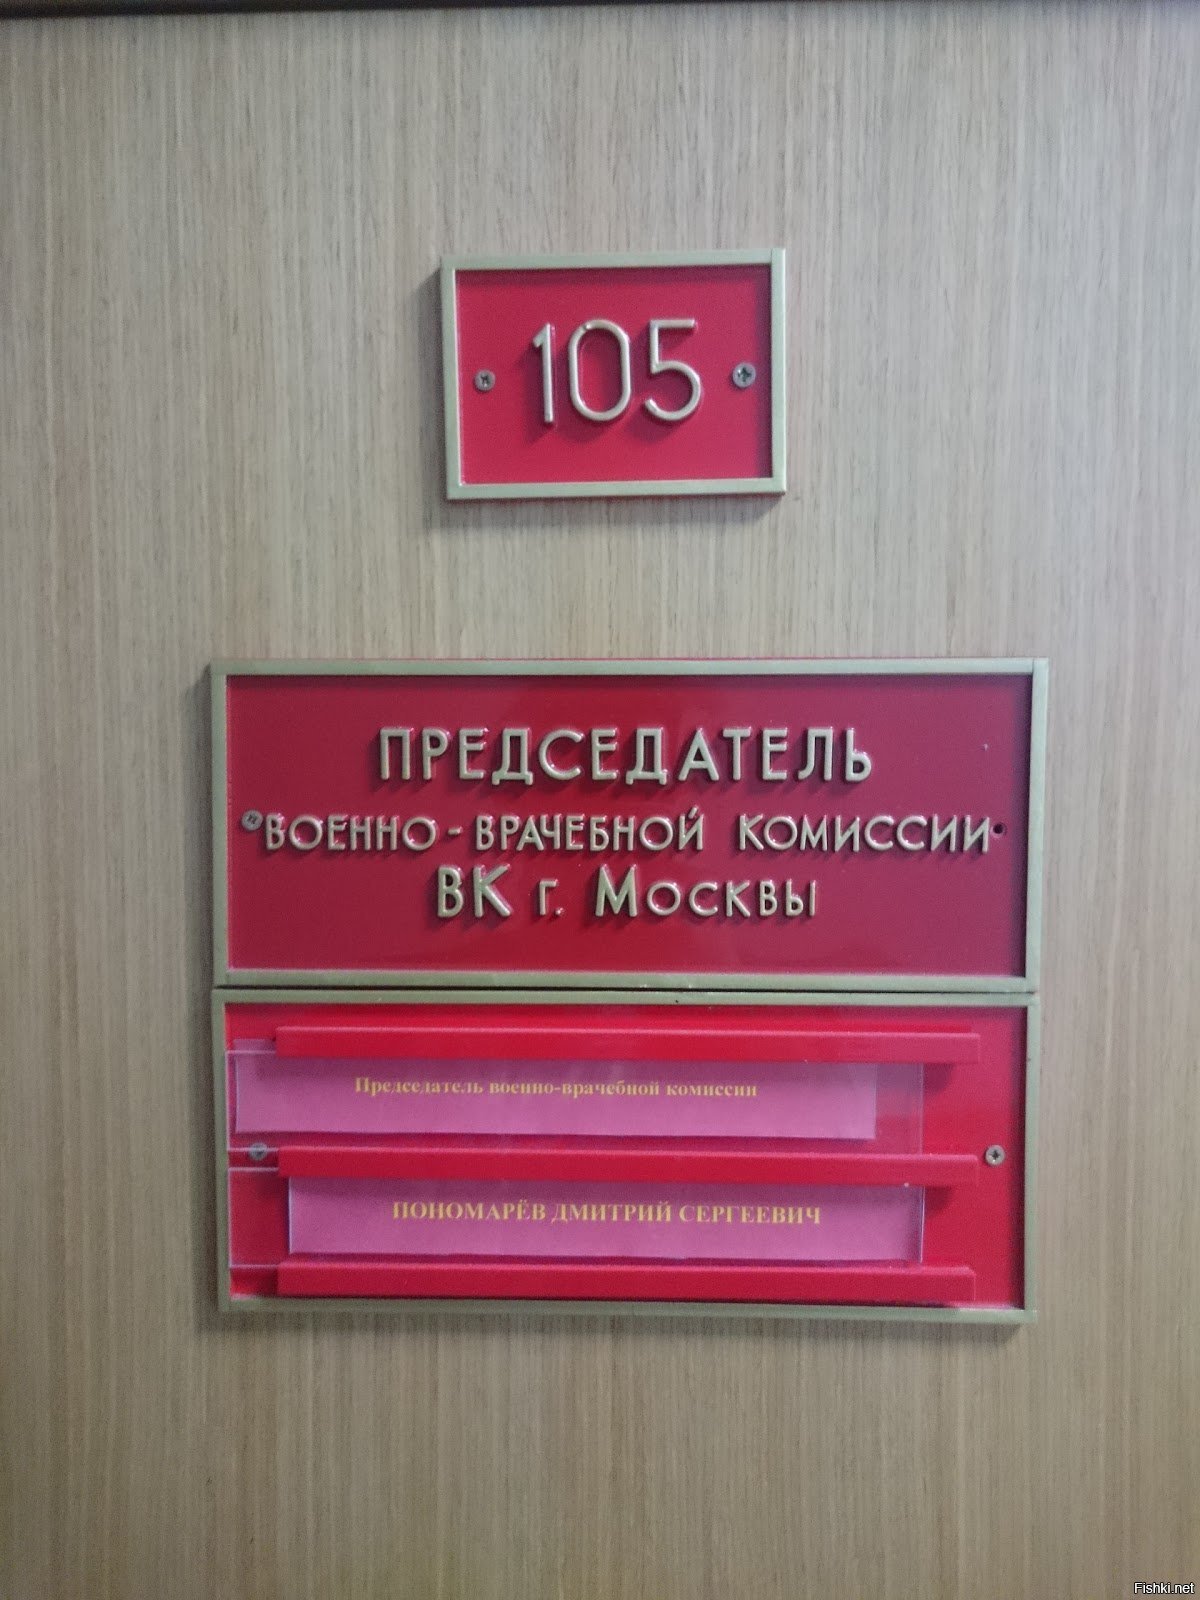 105
ПРЕДСЕДАТЕЛЬ
ВОЕННО-ВРАЧЕБНОЙ КОМИССИИ
ВК г. МОСКВЫ
Председатель военно-врачебной комиссии
ПОНОМАРЁВ ДМИТРИЙ СЕРГЕЕВИЧ
Fishki.net